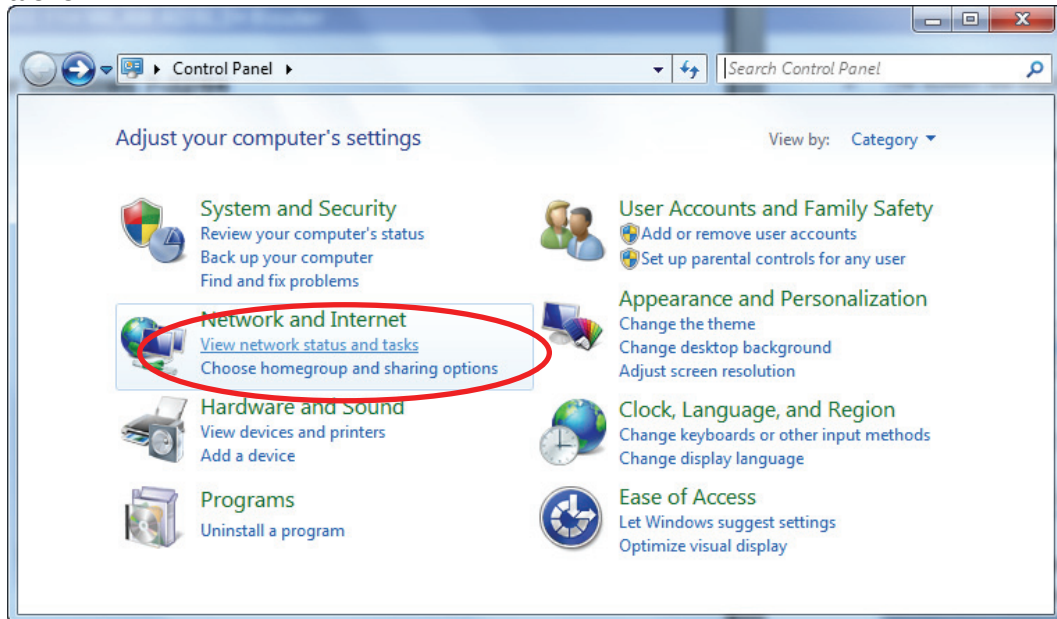 Control Panel
Search Control Panel
Adjust your computer's settings
View by: Category
System and Security
Review your computer's status
Back up your computer
Find and fix problems
Network and Internet
View network status and tasks
Choose homegroup and sharing options
Hardware and Sound
View devices and printers
Add a device
Programs
Uninstall a program
User Accounts and Family Safety
Add or remove user accounts
Set up parental controls for any user
Appearance and Personalization
Change the theme
Change desktop background
Adjust screen resolution
Clock, Language, and Region
Change keyboards or other input methods
Change display language
Ease of Access
Let Windows suggest settings
Optimize visual display